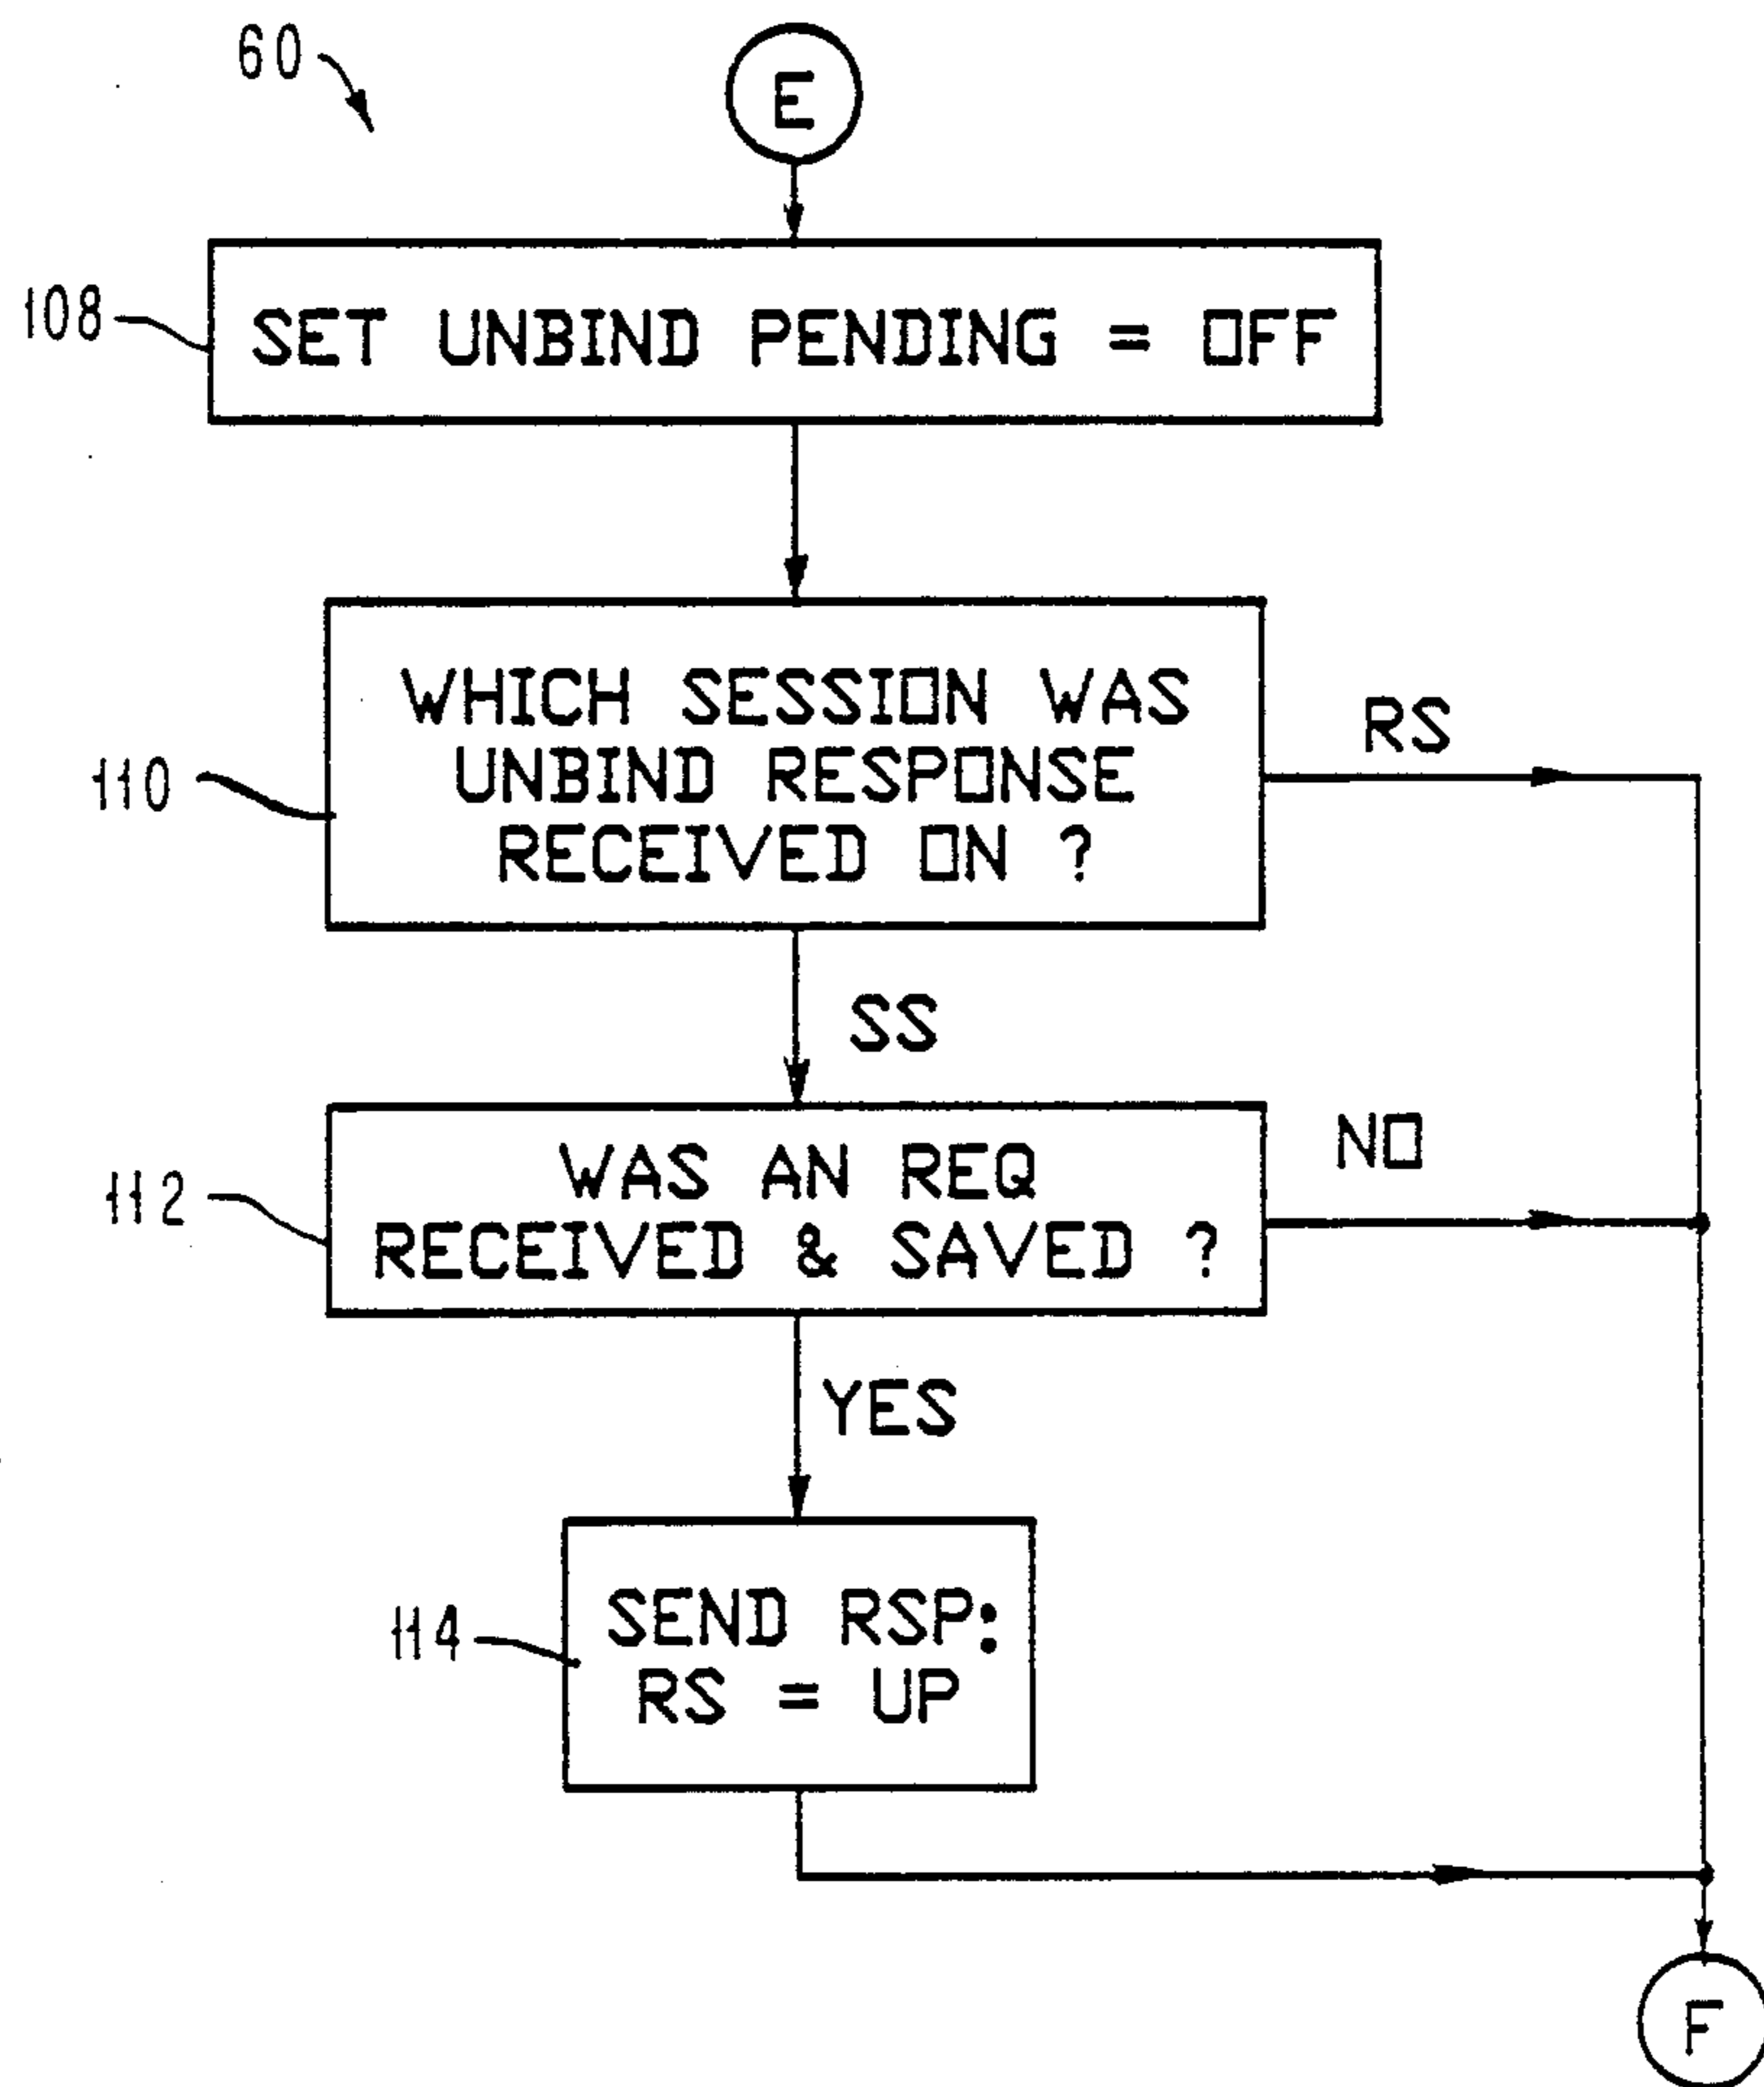 60
E
108
SET UNBIND PENDING = OFF
WHICH SESSION WAS
UNBIND RESPONSE
RECEIVED ON ?
RS
110
SS
WAS AN REQ
RECEIVED & SAVED ?
NO
112
YES
SEND RSP:
RS = UP
114
F